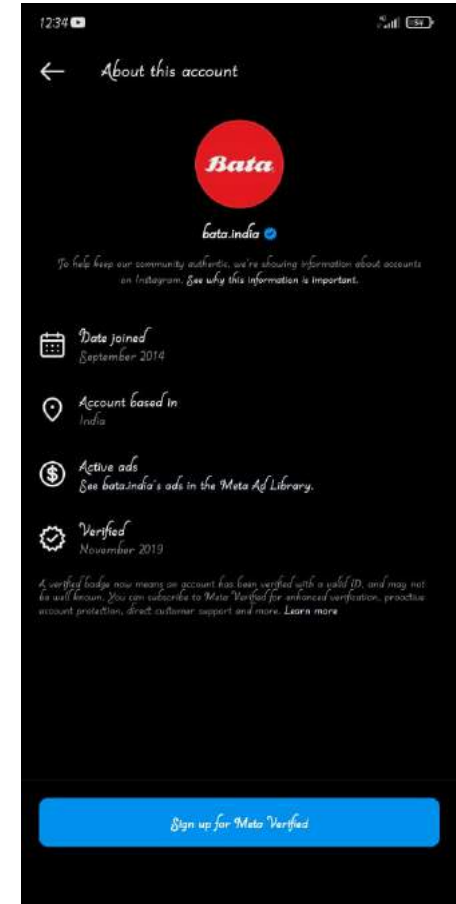 12:34
About this account
Bata
bata.india
To help keep our community authentic, we're showing information about accounts
on Instagram. See why this information is important.
Date joined
September 2014
Account based in
India
Active ads
See bata.india's ads in the Meta Ad Library.
Verified
November 2019
A verified badge now means an account has been verified with a valid ID, and may not
be well known. You can subscribe to Meta Verified for enhanced verification, proactive
account protection, direct customer support and more. Learn more
Sign up for Meta Verified